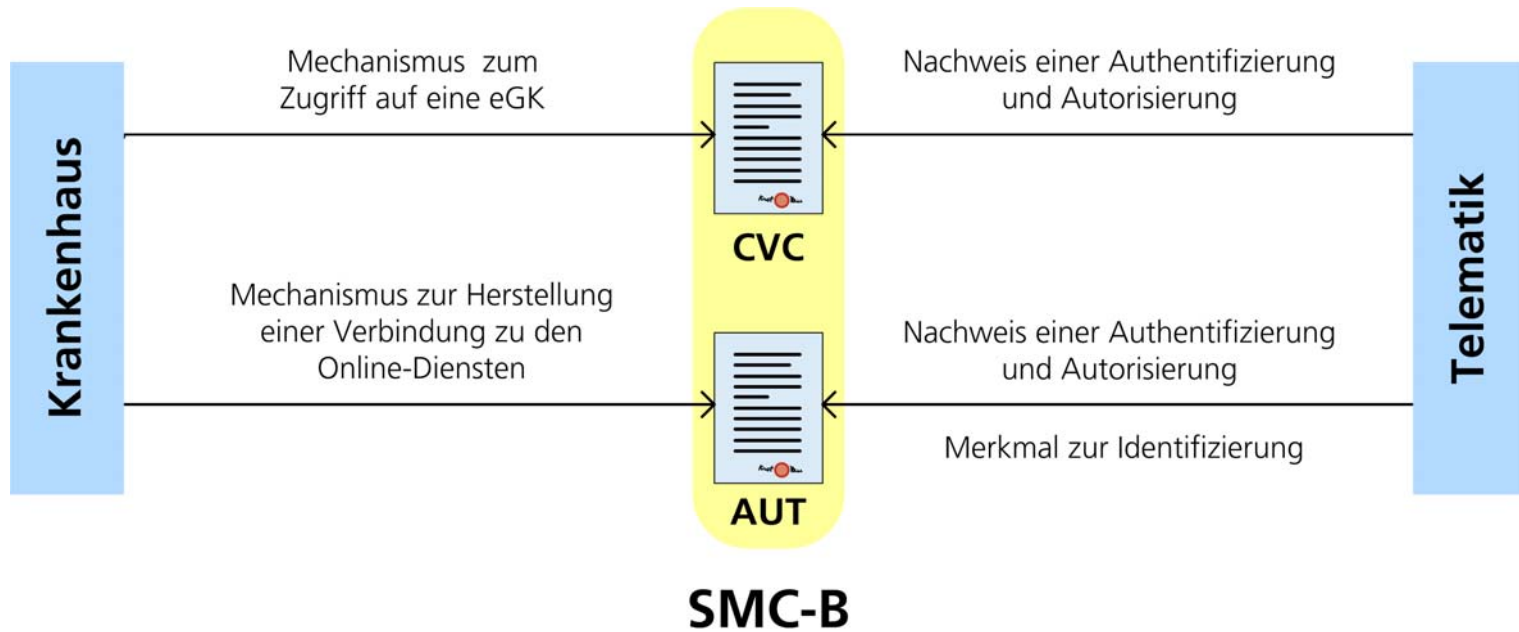 Krankenhaus
Mechanismus zum
Zugriff auf eine eGK
Nachweis einer Authentifizierung
und Autorisierung
CVC
Mechanismus zur Herstellung
einer Verbindung zu den
Online-Diensten
Nachweis einer Authentifizierung
und Autorisierung
Merkmal zur Identifizierung
AUT
Telematik
SMC-B